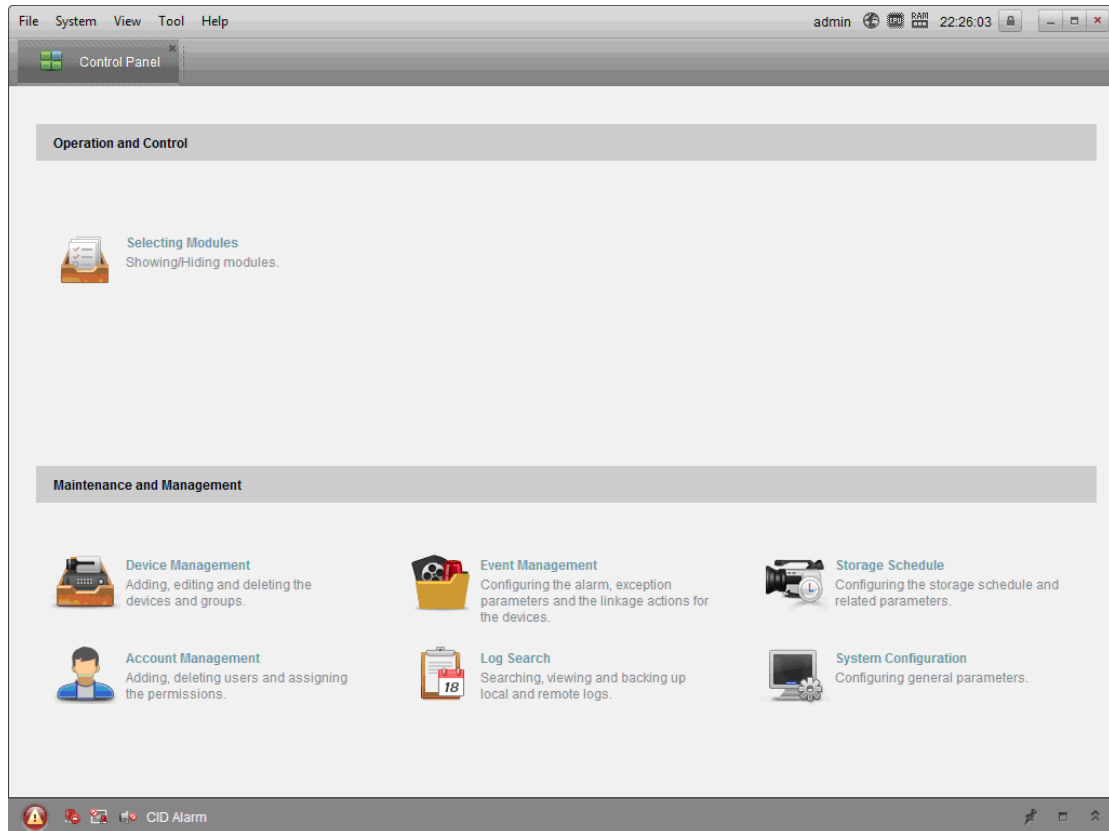 File System View Tool Help admin CPU RAM 22:26:03
Control Panel
Operation and Control
Selecting Modules
Showing/Hiding modules.
Maintenance and Management
Device Management
Adding, editing and deleting the
devices and groups.
Event Management
Configuring the alarm, exception
parameters and the linkage actions for
the devices.
Storage Schedule
Configuring the storage schedule and
related parameters.
Account Management
Adding, deleting users and assigning
the permissions.
Log Search
18
Searching, viewing and backing up
local and remote logs.
System Configuration
Configuring general parameters.
CID Alarm